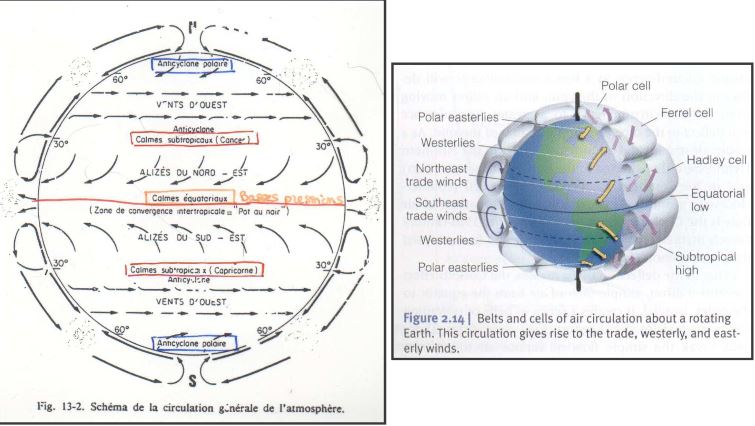 N
Anticyclone polaire
60° 60°
VENTS D'OUEST
Anticyclone
Calmes subtropicaux (Cancer)
30° 30°
ALIZÉS DU NORD - EST
Calmes équatoriaux Basses pressions
(Zone de convergence intertropicale = "Pot au noir")
ALIZÉS DU SUD - EST
30° 30°
Calmes subtropicaux (Capricorne)
Anticyclone
VENTS D'OUEST
60° 60°
Anticyclone polaire
S
Fig. 13-2. Schéma de la circulation générale de l'atmosphère.
Polar cell
Ferrel cell
Hadley cell
Equatorial
low
Subtropical
high
Polar easterlies
Westerlies
Northeast
trade winds
Southeast
trade winds
Westerlies
Polar easterlies
Figure 2.14 | Belts and cells of air circulation about a rotating
Earth. This circulation gives rise to the trade, westerly, and east-
erly winds.